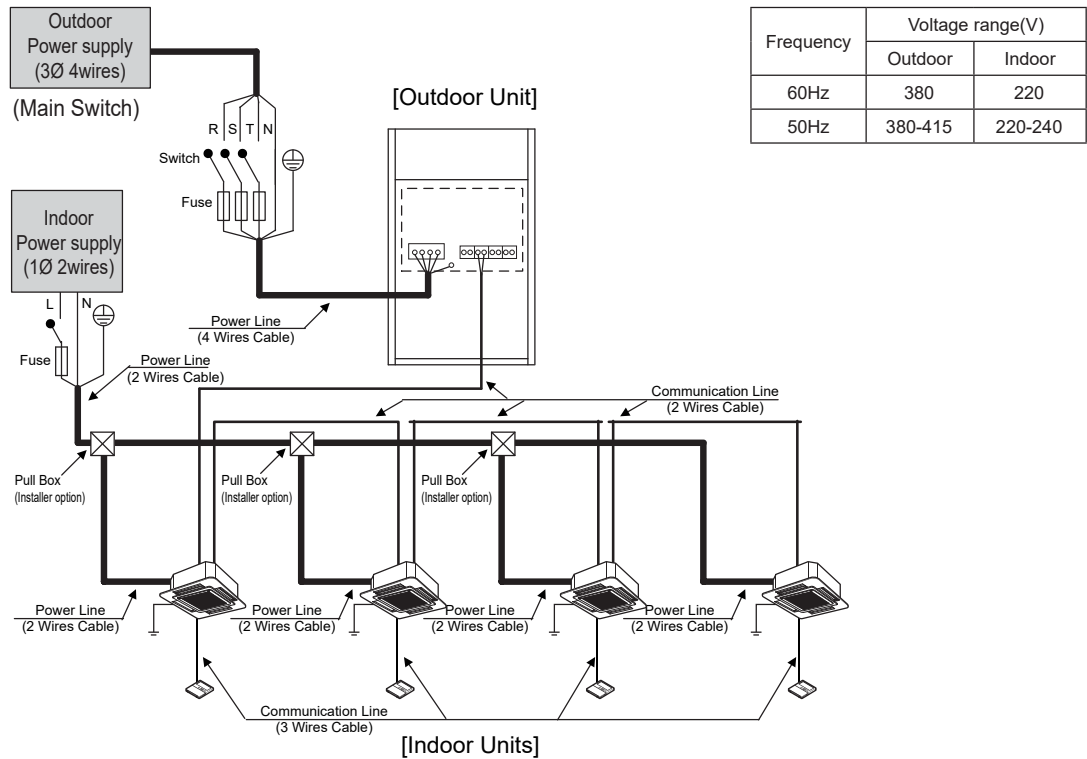 Outdoor
Power supply
(3Ø 4wires)
(Main Switch)
R S T N
Switch
Fuse
[Outdoor Unit]
Frequency
Voltage range(V)
Outdoor Indoor
60Hz 380 220
50Hz 380-415 220-240
Indoor
Power supply
(1Ø 2wires)
L N
Fuse
Power Line
(4 Wires Cable)
Power Line
(2 Wires Cable)
Communication Line
(2 Wires Cable)
Pull Box
(Installer option)
Pull Box
(Installer option)
Pull Box
(Installer option)
Power Line
(2 Wires Cable)
Power Line
(2 Wires Cable)
Power Line
(2 Wires Cable)
Power Line
(2 Wires Cable)
Communication Line
(3 Wires Cable)
[Indoor Units]